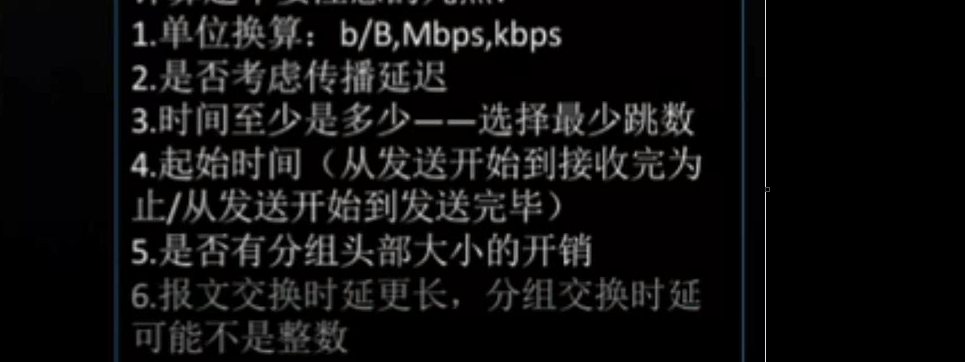 1.单位换算：b/B,Mbps,kbps
2.是否考虑传播延迟
3.时间至少是多少——选择最少跳数
4.起始时间（从发送开始到接收完为
止/从发送开始到发送完毕）
5.是否有分组头部大小的开销
6.报文交换时延更长，分组交换时延
可能不是整数